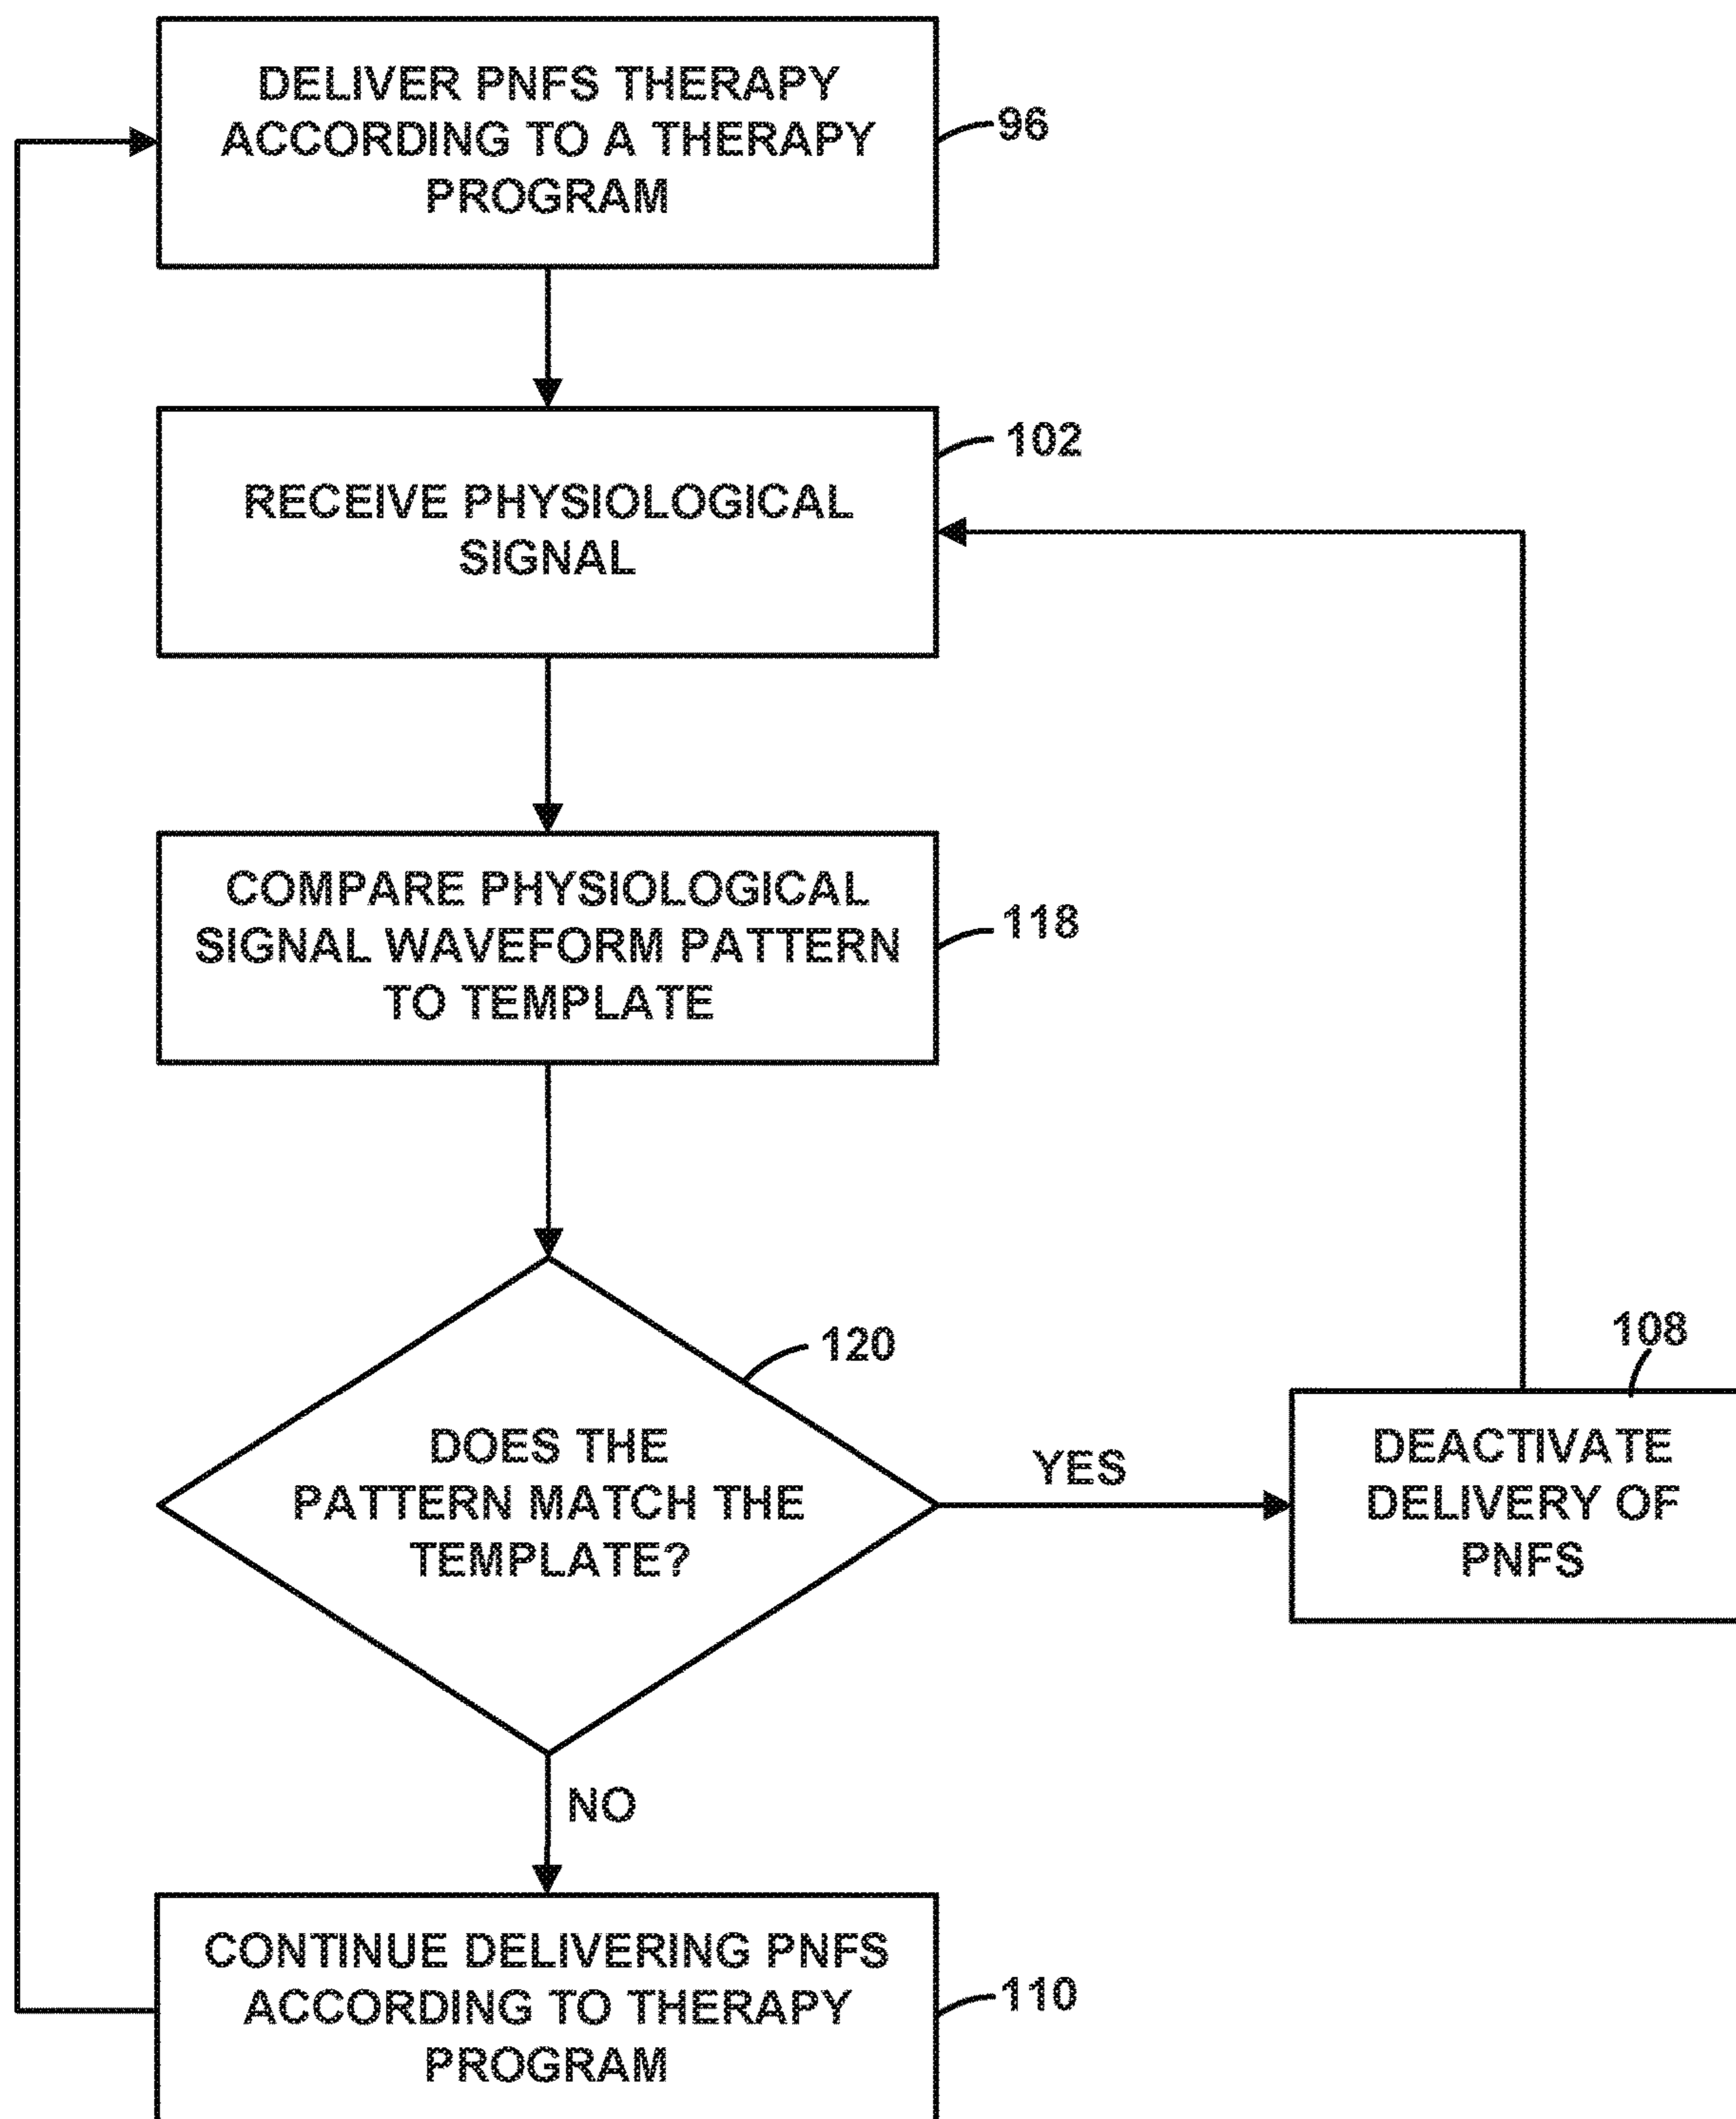 DELIVER PNFS THERAPY
ACCORDING TO A THERAPY
PROGRAM
96
RECEIVE PHYSIOLOGICAL
SIGNAL
102
COMPARE PHYSIOLOGICAL
SIGNAL WAVEFORM PATTERN
TO TEMPLATE
118
DOES THE
PATTERN MATCH THE
TEMPLATE?
120
YES
108
DEACTIVATE
DELIVERY OF
PNFS
NO
CONTINUE DELIVERING PNFS
ACCORDING TO THERAPY
PROGRAM
110